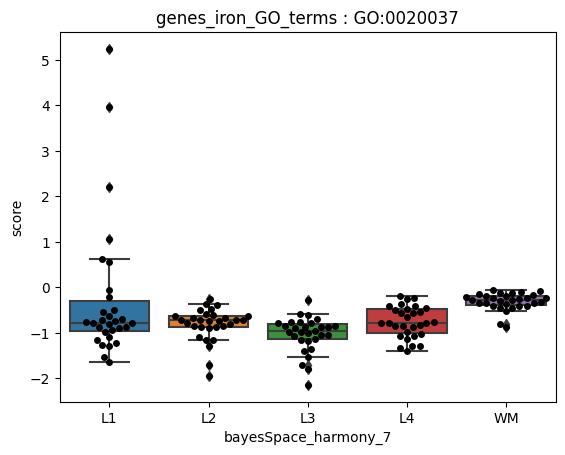 genes_iron_GO_terms : GO:0020037
5
4
3
2
1
0
−1
−2
score
L1 L2 L3 L4 WM
bayesSpace_harmony_7